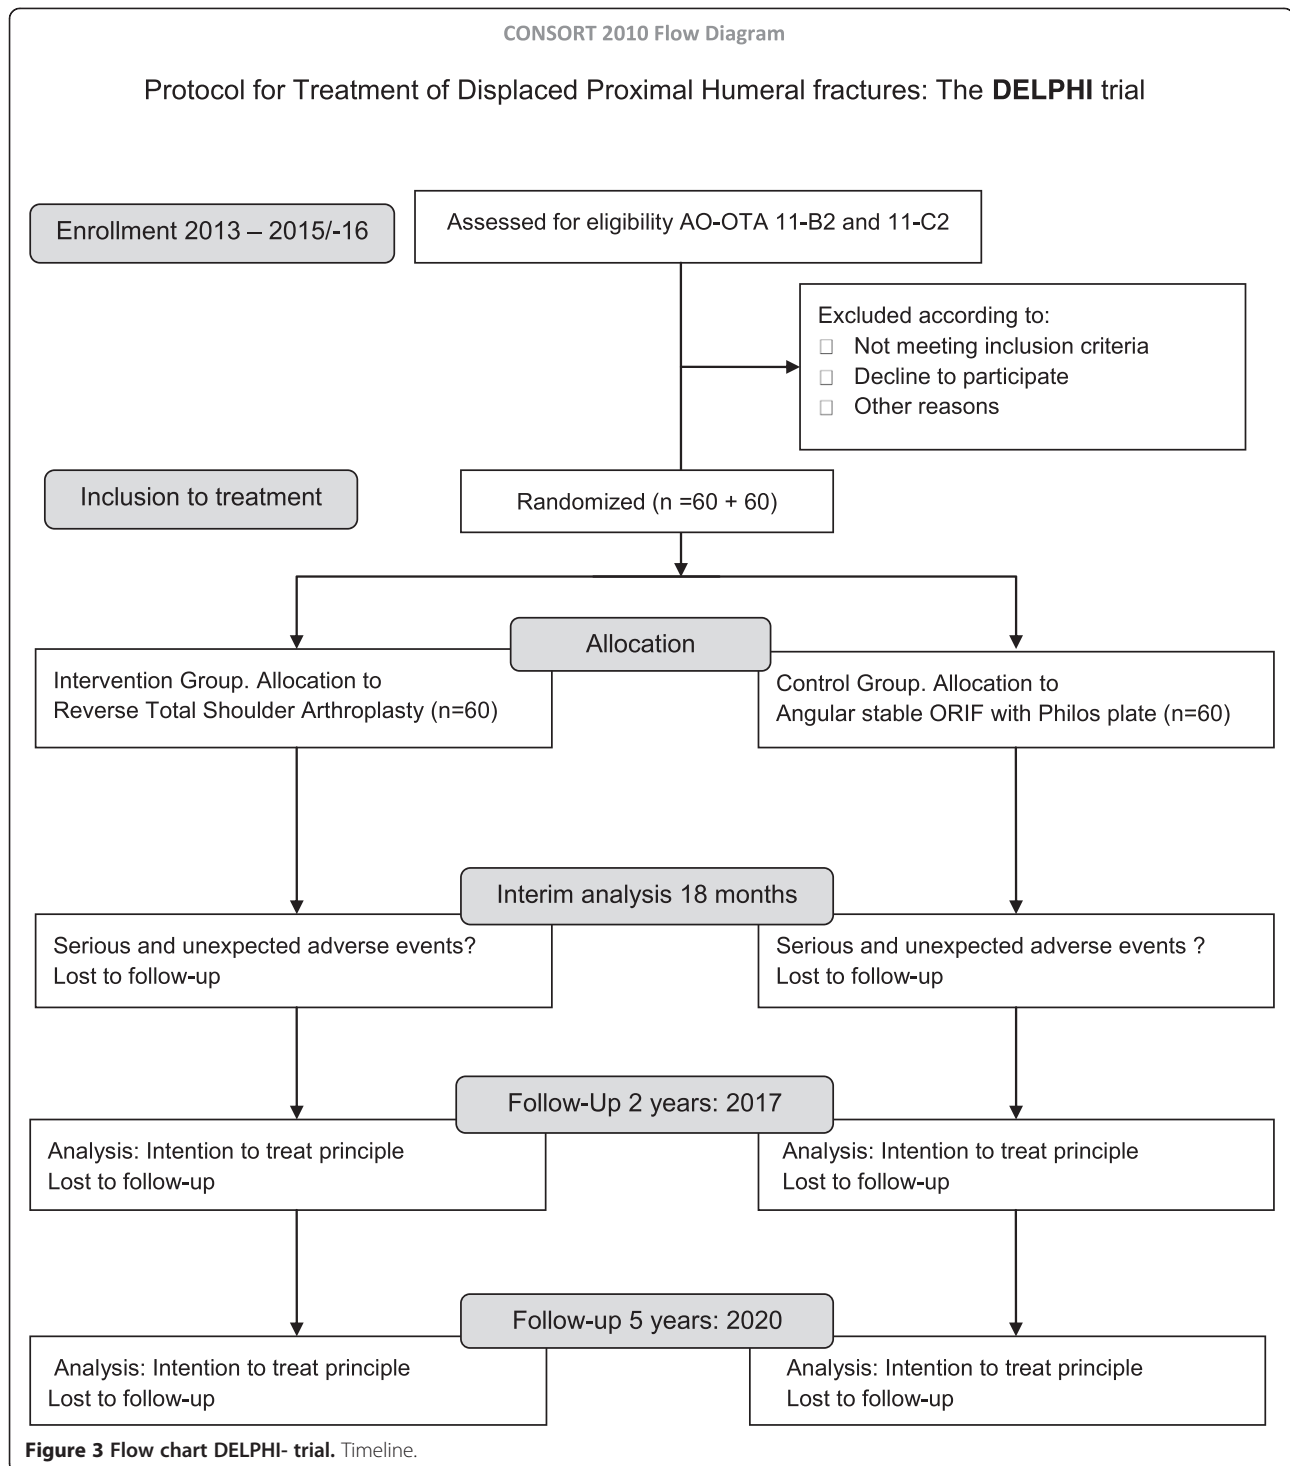 CONSORT 2010 Flow Diagram
Protocol for Treatment of Displaced Proximal Humeral fractures: The DELPHI trial
Enrollment 2013 – 2015/-16
Assessed for eligibility AO-OTA 11-B2 and 11-C2
Excluded according to:
□ Not meeting inclusion criteria
□ Decline to participate
□ Other reasons
Inclusion to treatment
Randomized (n =60 + 60)
Allocation
Intervention Group. Allocation to
Reverse Total Shoulder Arthroplasty (n=60)
Control Group. Allocation to
Angular stable ORIF with Philos plate (n=60)
Interim analysis 18 months
Serious and unexpected adverse events?
Lost to follow-up
Serious and unexpected adverse events ?
Lost to follow-up
Follow-Up 2 years: 2017
Analysis: Intention to treat principle
Lost to follow-up
Analysis: Intention to treat principle
Lost to follow-up
Follow-up 5 years: 2020
Analysis: Intention to treat principle
Lost to follow-up
Analysis: Intention to treat principle
Lost to follow-up
Figure 3 Flow chart DELPHI- trial. Timeline.